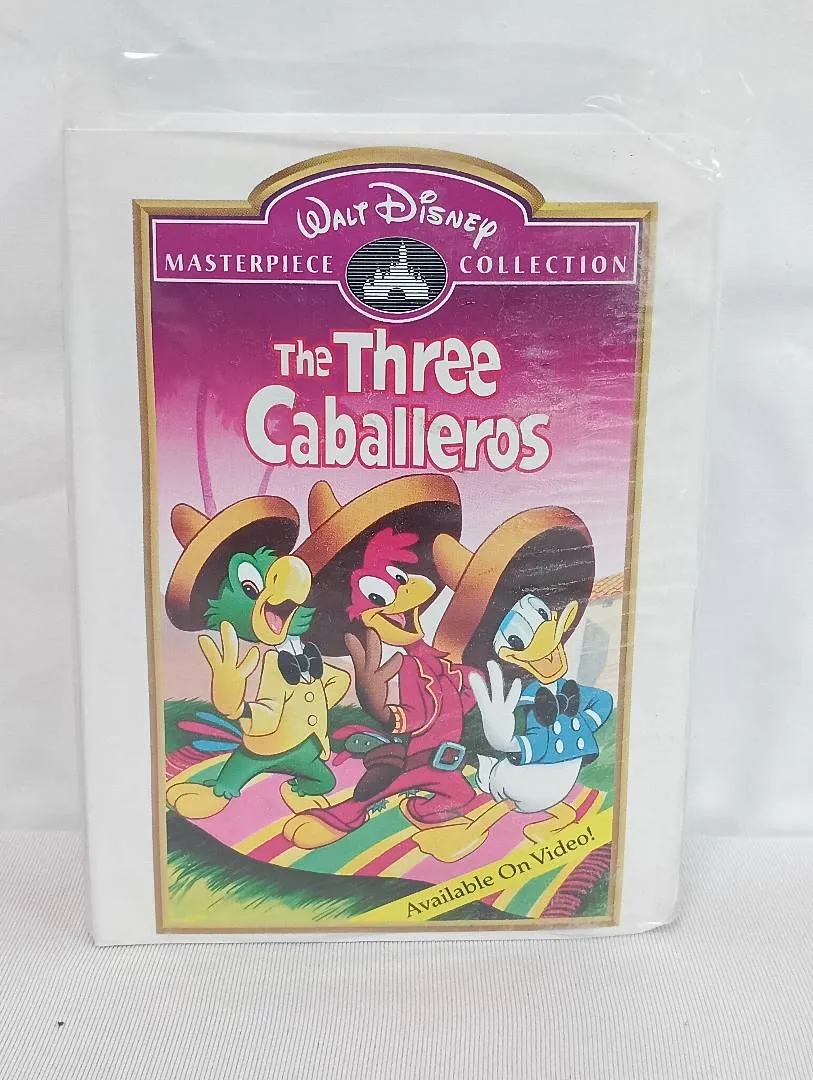 WALT DISNEY
MASTERPIECE COLLECTION
The Three
Caballeros
Available On Video!